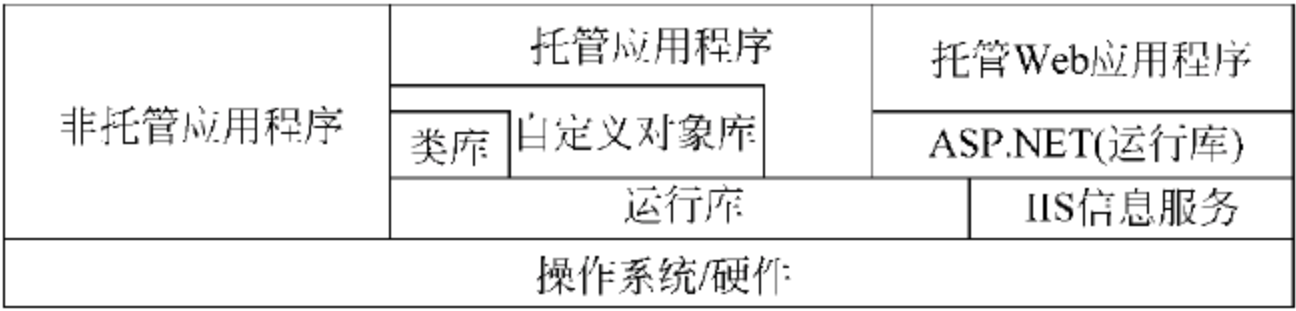 托管应用程序
托管Web应用程序
非托管应用程序
类库
自定义对象库
ASP.NET(运行库)
运行库
IIS信息服务
操作系统/硬件